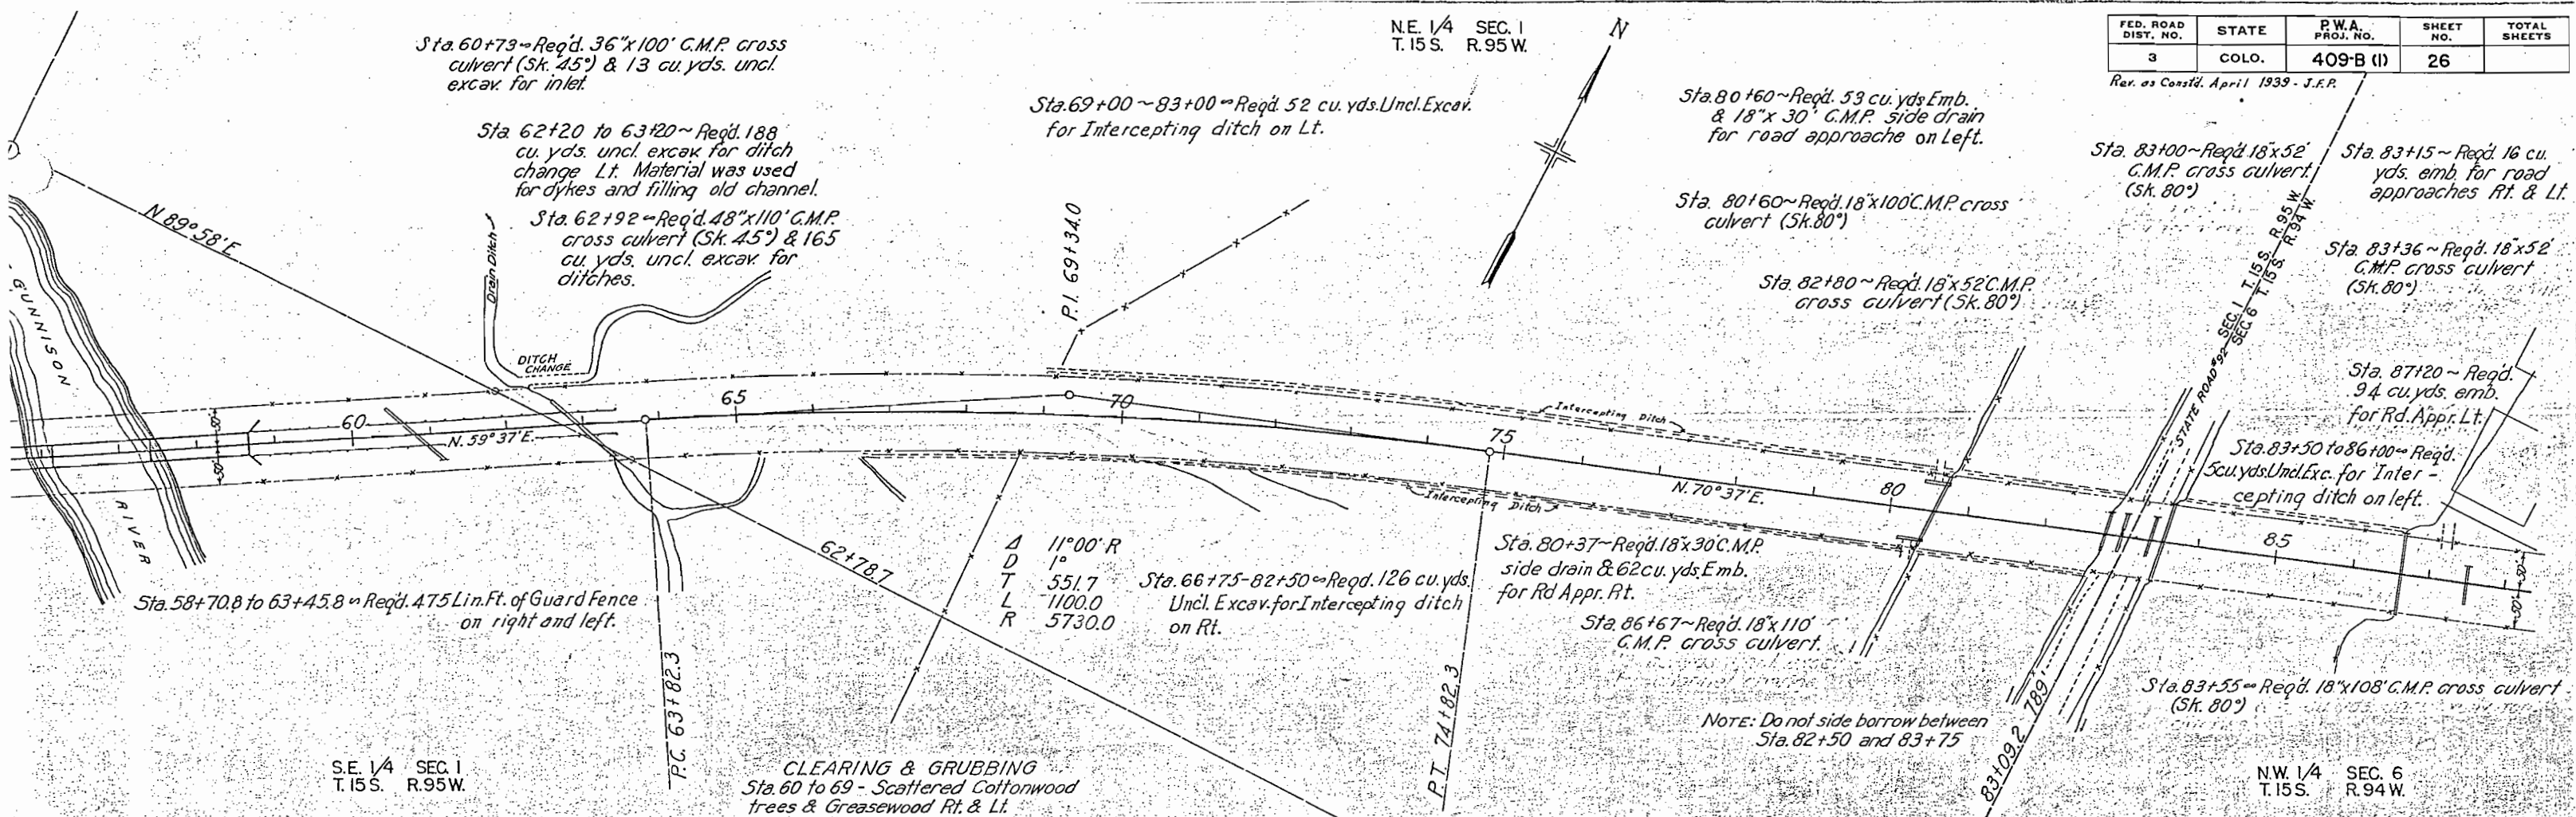 FED. ROAD DIST. NO. STATE P.W.A. PROJ. NO. SHEET NO. TOTAL SHEETS
3 COLO. 409-B (1) 26
Rev. as Const'd. April 1939 - J.F.P.
N.E. 1/4 SEC. 1
T. 15 S. R. 95 W.
N
Sta. 60+73~Req'd. 36"x100' C.M.P. cross
culvert (Sk. 45°) & 13 cu. yds. uncl.
excav. for inlet.
Sta. 62+20 to 63+20~Req'd. 188
cu. yds. uncl. excav. for ditch
change Lt. Material was used
for dykes and filling old channel.
Sta. 62+92~Req'd. 48"x110' C.M.P.
cross culvert (Sk. 45°) & 165
cu. yds. uncl. excav. for
ditches.
Sta. 69+00~83+00~Req'd. 52 cu. yds. Uncl. Excav.
for Intercepting ditch on Lt.
Sta. 80+60~Req'd. 53 cu. yds Emb.
& 18"x 30' C.M.P. side drain
for road approache on Left.
Sta. 80+60~Req'd. 18"x100' C.M.P. cross
culvert (Sk. 80°)
Sta. 82+80~Req'd. 18"x52' C.M.P.
cross culvert (Sk. 80°)
Sta. 83+00~Req'd 18"x52'
C.M.P. cross culvert
(Sk. 80°)
Sta. 83+15~Req'd. 16 cu.
yds. emb. for road
approaches Rt. & Lt.
Sta. 83+36~Req'd. 18"x52'
C.M.P. cross culvert
(Sk. 80°)
Sta. 87+20~Req'd.
94 cu. yds. emb.
for Rd. Appr. Lt.
Sta. 83+50 to 86+00~Req'd.
5 cu. yds. Uncl. Exc. for Inter-
cepting ditch on left.
SEC. 1 T. 15 S. R. 95 W.
SEC. 6 T. 15 S. R. 94 W.
STATE ROAD #92
STATE ROAD
N 89° 58' E
GUNNISON
RIVER
Drain Ditch
DITCH
CHANGE
P.I. 69+34.0
50'
50'
60
65
70
75
80
85
N. 59° 37' E.
N. 70° 37' E.
Intercepting Ditch
Intercepting Ditch
50'
50'
62+78.7
Sta. 58+70.8 to 63+45.8~Req'd. 475 Lin. Ft. of Guard Fence
on right and left.
Δ 11°00' R
D 1°
T 551.7
L 1100.0
R 5730.0
Sta. 66+75-82+50~Req'd. 126 cu. yds.
Uncl. Excav. for Intercepting ditch
on Rt.
Sta. 80+37~Req'd. 18"x30' C.M.P.
side drain & 62 cu. yds. Emb.
for Rd Appr. Rt.
Sta. 86+67~Req'd. 18"x110'
C.M.P. cross culvert.
Sta. 83+55~Req'd. 18"x108' C.M.P. cross culvert
(Sk. 80°)
NOTE: Do not side borrow between
Sta. 82+50 and 83+75
P.C. 63+82.3
P.T. 74+82.3
83+09.2
789'
S.E. 1/4 SEC. 1
T. 15 S. R. 95 W.
CLEARING & GRUBBING
Sta. 60 to 69 - Scattered Cottonwood
trees & Greasewood Rt. & Lt.
N.W. 1/4 SEC. 6
T. 15 S. R. 94 W.